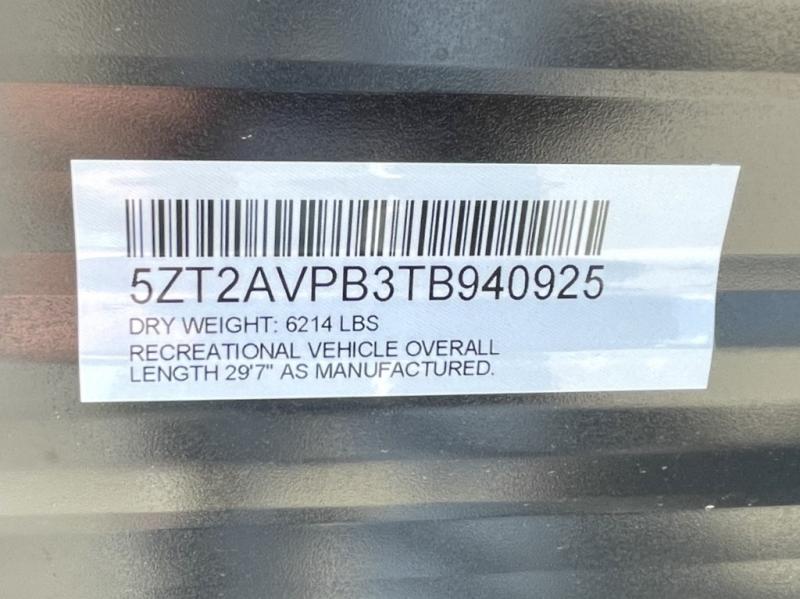 5ZT2AVPB3TB940925
DRY WEIGHT: 6214 LBS
RECREATIONAL VEHICLE OVERALL
LENGTH 29'7" AS MANUFACTURED.